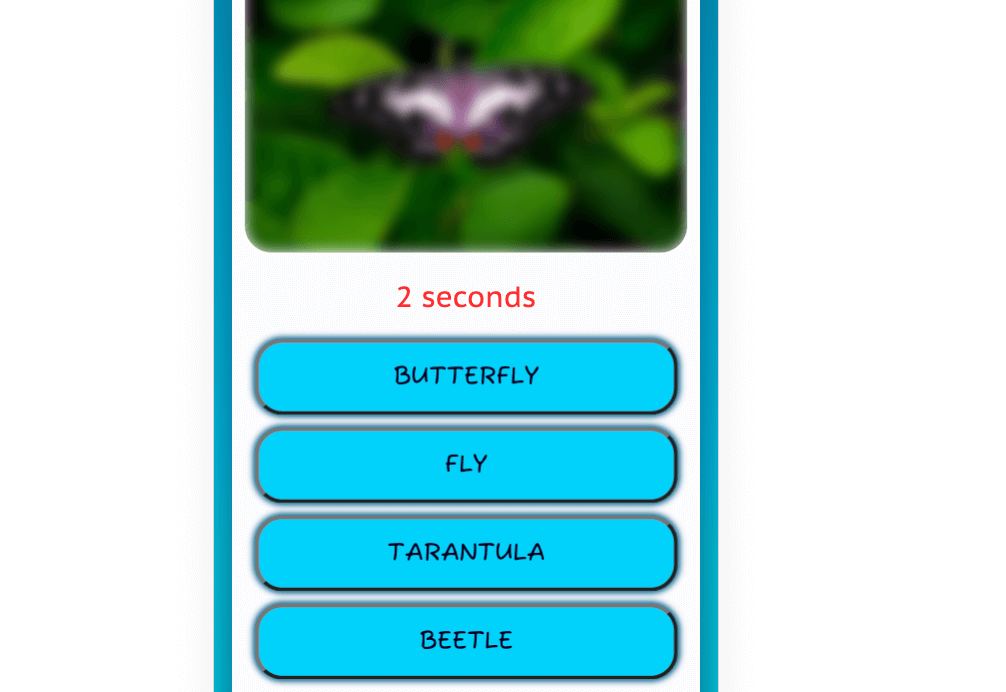 2 seconds
BUTTERFLY
FLY
TARANTULA
BEETLE